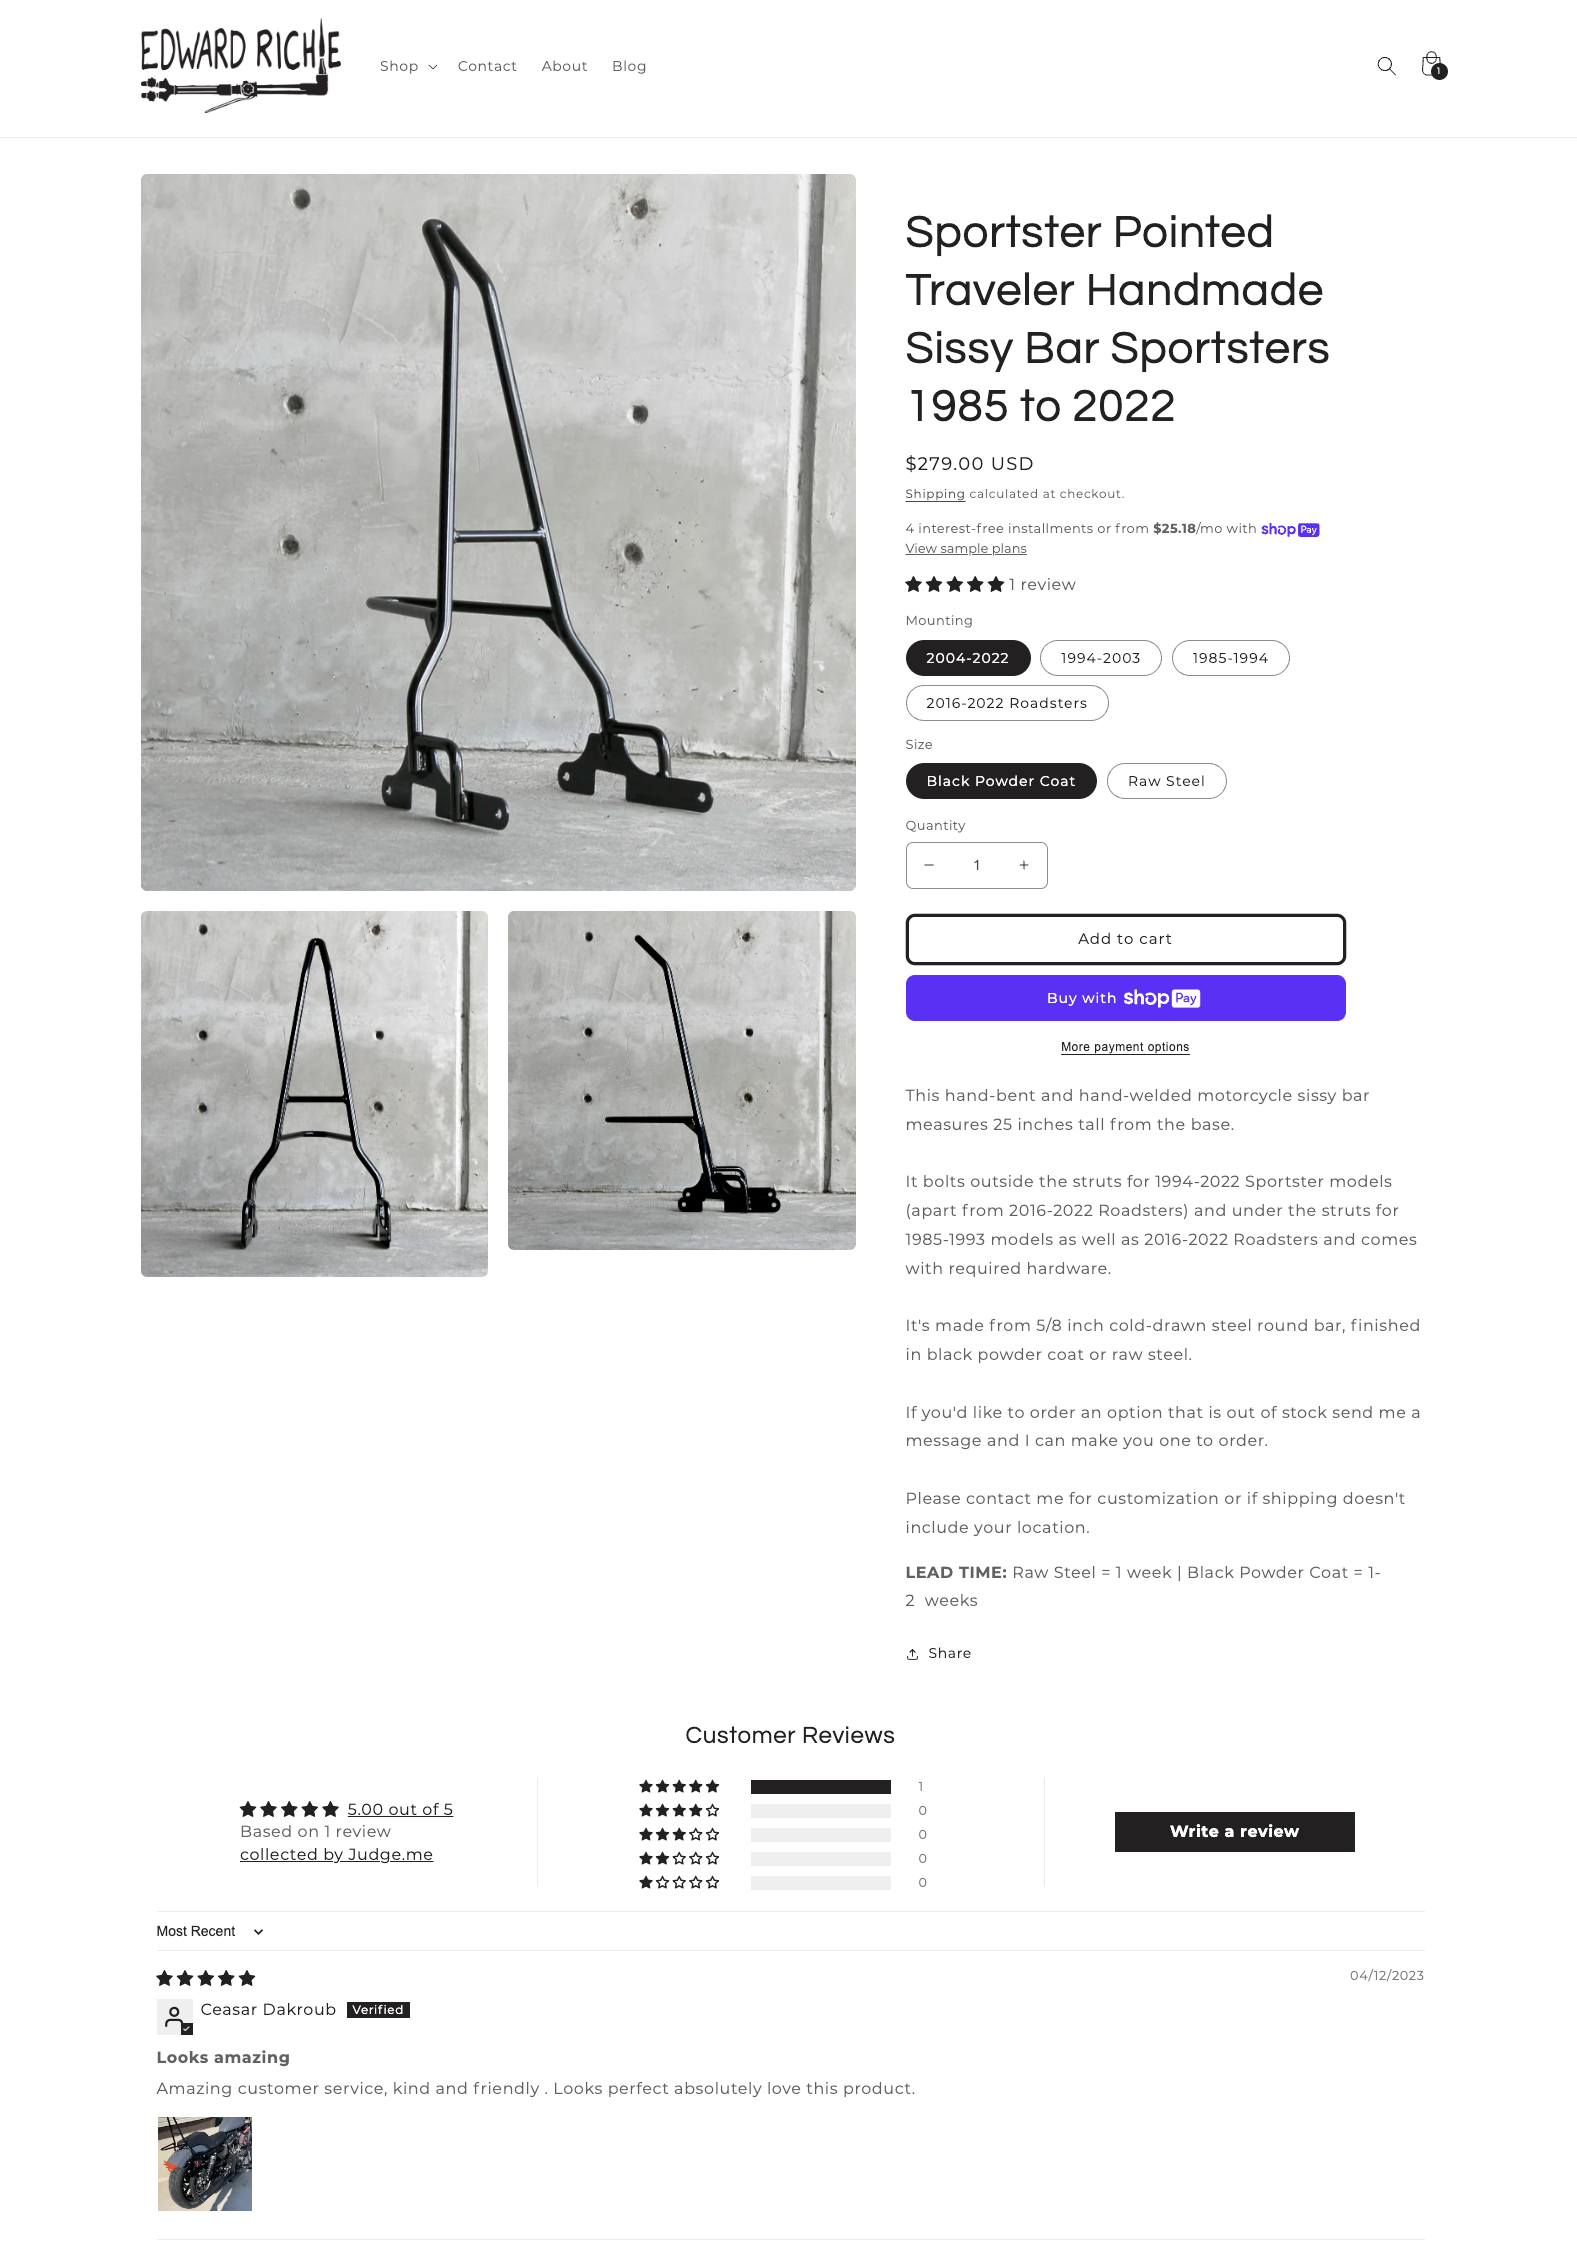 EDWARD RICHIE
Shop
Contact
About
Blog
1
Sportster Pointed
Traveler Handmade
Sissy Bar Sportsters
1985 to 2022
$279.00 USD
Shipping calculated at checkout.
4 interest-free installments or from $25.18/mo with shop Pay
View sample plans
1 review
Mounting
2004-2022
1994-2003
1985-1994
2016-2022 Roadsters
Size
Black Powder Coat
Raw Steel
Quantity
− 1 +
Add to cart
Buy with shop Pay
More payment options
This hand-bent and hand-welded motorcycle sissy bar
measures 25 inches tall from the base.
It bolts outside the struts for 1994-2022 Sportster models
(apart from 2016-2022 Roadsters) and under the struts for
1985-1993 models as well as 2016-2022 Roadsters and comes
with required hardware.
It's made from 5/8 inch cold-drawn steel round bar, finished
in black powder coat or raw steel.
If you'd like to order an option that is out of stock send me a
message and I can make you one to order.
Please contact me for customization or if shipping doesn't
include your location.
LEAD TIME: Raw Steel = 1 week | Black Powder Coat = 1-
2 weeks
Share
Customer Reviews
5.00 out of 5
Based on 1 review
collected by Judge.me
1
0
0
0
0
Write a review
Most Recent
04/12/2023
Ceasar Dakroub Verified
Looks amazing
Amazing customer service, kind and friendly . Looks perfect absolutely love this product.